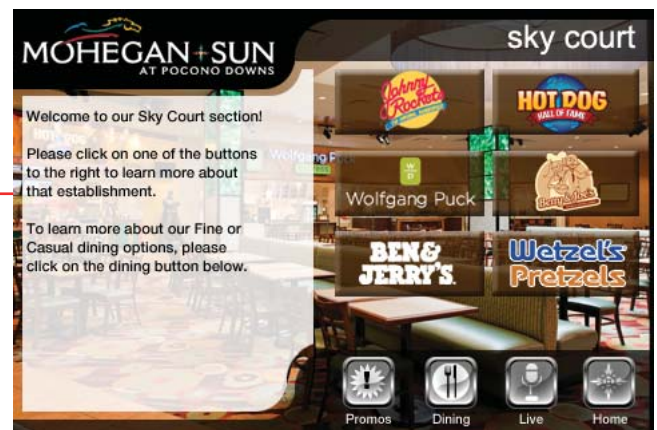 MOHEGAN SUN
AT POCONO DOWNS
sky court
Welcome to our Sky Court section!
Please click on one of the buttons
to the right to learn more about
that establishment.
To learn more about our Fine or
Casual dining options, please
click on the dining button below.
Johnny
Rockets
HOT DOG
HALL OF FAME
Wolfgang Puck
WP
Wolfgang Puck
BEN &
JERRY'S
Wetzel's
Pretzels
Promos
Dining
Live
Home